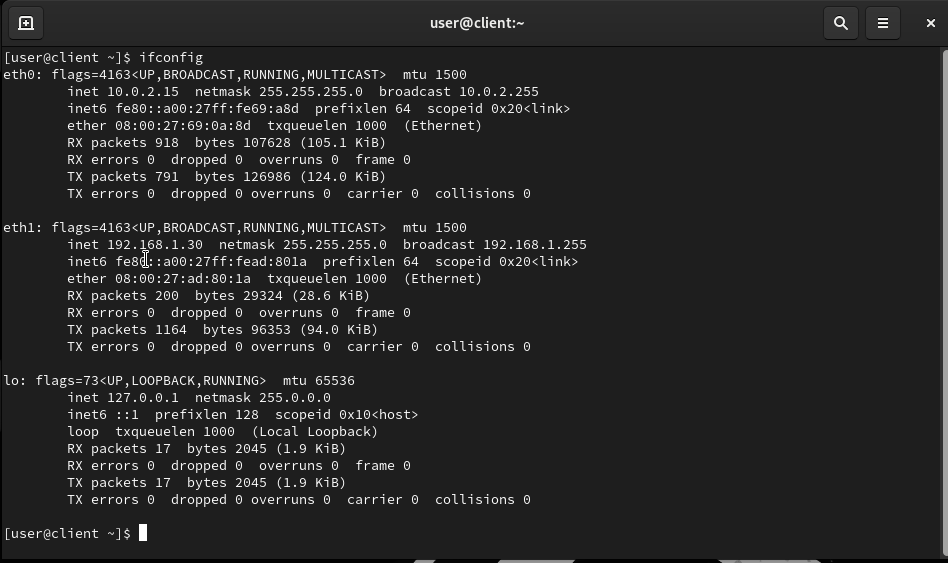 user@client:~
[user@client ~]$ ifconfig
eth0: flags=4163<UP,BROADCAST,RUNNING,MULTICAST>  mtu 1500
        inet 10.0.2.15  netmask 255.255.255.0  broadcast 10.0.2.255
        inet6 fe80::a00:27ff:fe69:a8d  prefixlen 64  scopeid 0x20<link>
        ether 08:00:27:69:0a:8d  txqueuelen 1000  (Ethernet)
        RX packets 918  bytes 107628 (105.1 KiB)
        RX errors 0  dropped 0  overruns 0  frame 0
        TX packets 791  bytes 126986 (124.0 KiB)
        TX errors 0  dropped 0 overruns 0  carrier 0  collisions 0
eth1: flags=4163<UP,BROADCAST,RUNNING,MULTICAST>  mtu 1500
        inet 192.168.1.30  netmask 255.255.255.0  broadcast 192.168.1.255
        inet6 fe80::a00:27ff:fead:801a  prefixlen 64  scopeid 0x20<link>
        ether 08:00:27:ad:80:1a  txqueuelen 1000  (Ethernet)
        RX packets 200  bytes 29324 (28.6 KiB)
        RX errors 0  dropped 0  overruns 0  frame 0
        TX packets 1164  bytes 96353 (94.0 KiB)
        TX errors 0  dropped 0 overruns 0  carrier 0  collisions 0
lo: flags=73<UP,LOOPBACK,RUNNING>  mtu 65536
        inet 127.0.0.1  netmask 255.0.0.0
        inet6 ::1  prefixlen 128  scopeid 0x10<host>
        loop  txqueuelen 1000  (Local Loopback)
        RX packets 17  bytes 2045 (1.9 KiB)
        RX errors 0  dropped 0  overruns 0  frame 0
        TX packets 17  bytes 2045 (1.9 KiB)
        TX errors 0  dropped 0 overruns 0  carrier 0  collisions 0
[user@client ~]$